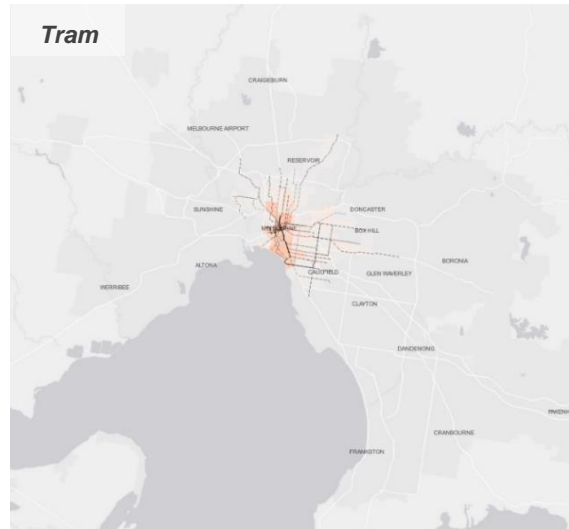 Tram
CRAIGIEBURN
MELBOURNE AIRPORT
RESERVOIR
SUNSHINE
DONCASTER
MELBOURNE
BOX HILL
ALTONA
CAULFIELD
GLEN WAVERLEY
BORONIA
WERRIBEE
CLAYTON
DANDENONG
CRANBOURNE
FRANKSTON